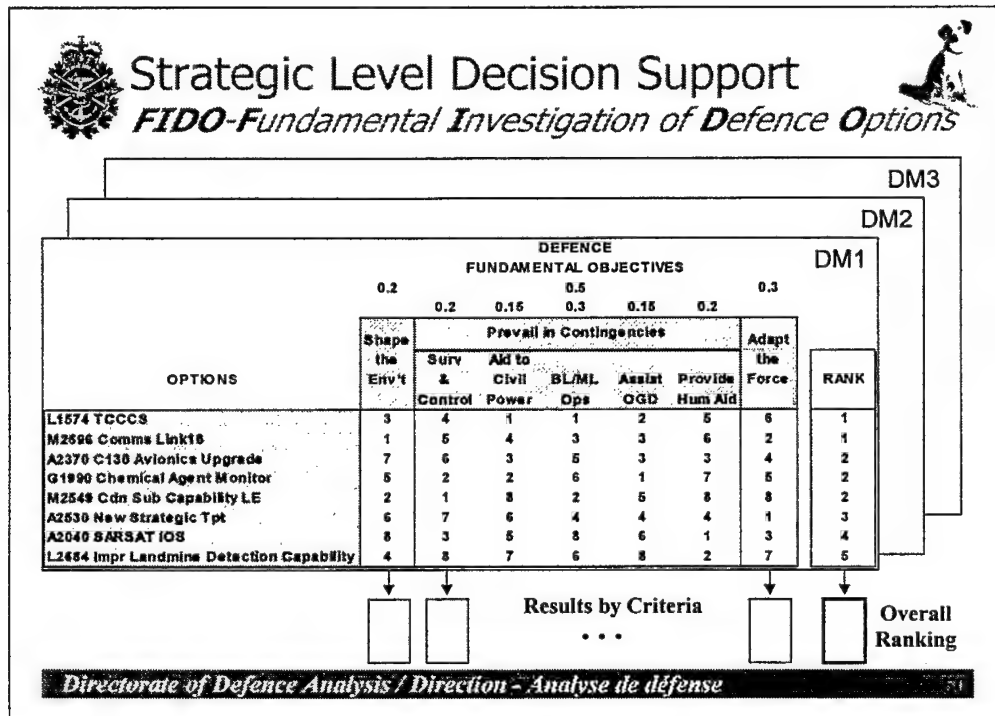 Strategic Level Decision Support
FIDO-Fundamental Investigation of Defence Options
DM3
DM2
DM1
DEFENCE
FUNDAMENTAL OBJECTIVES
0.2 0.5 0.3
0.2 0.15 0.3 0.15 0.2
Shape the Env't
Prevail in Contingencies
Adapt the Force
OPTIONS
Surv & Control
Aid to Civil Power
BL/ML Ops
Assist OGD
Provide Hum Aid
RANK
L1574 TCCCS 3 4 1 1 2 5 6 1
M2696 Comms Link16 1 5 4 3 3 6 2 1
A2370 C130 Avionics Upgrade 7 6 3 5 3 3 4 2
G1990 Chemical Agent Monitor 5 2 2 6 1 7 5 2
M2549 Cdn Sub Capability LE 2 1 8 2 5 8 8 2
A2530 New Strategic Tpt 6 7 6 4 4 4 1 3
A2040 SARSAT IOS 8 3 5 8 6 1 3 4
L2684 Impr Landmine Detection Capability 4 8 7 6 8 2 7 5
Results by Criteria
• • •
Overall
Ranking
Directorate of Defence Analysis / Direction - Analyse de défense